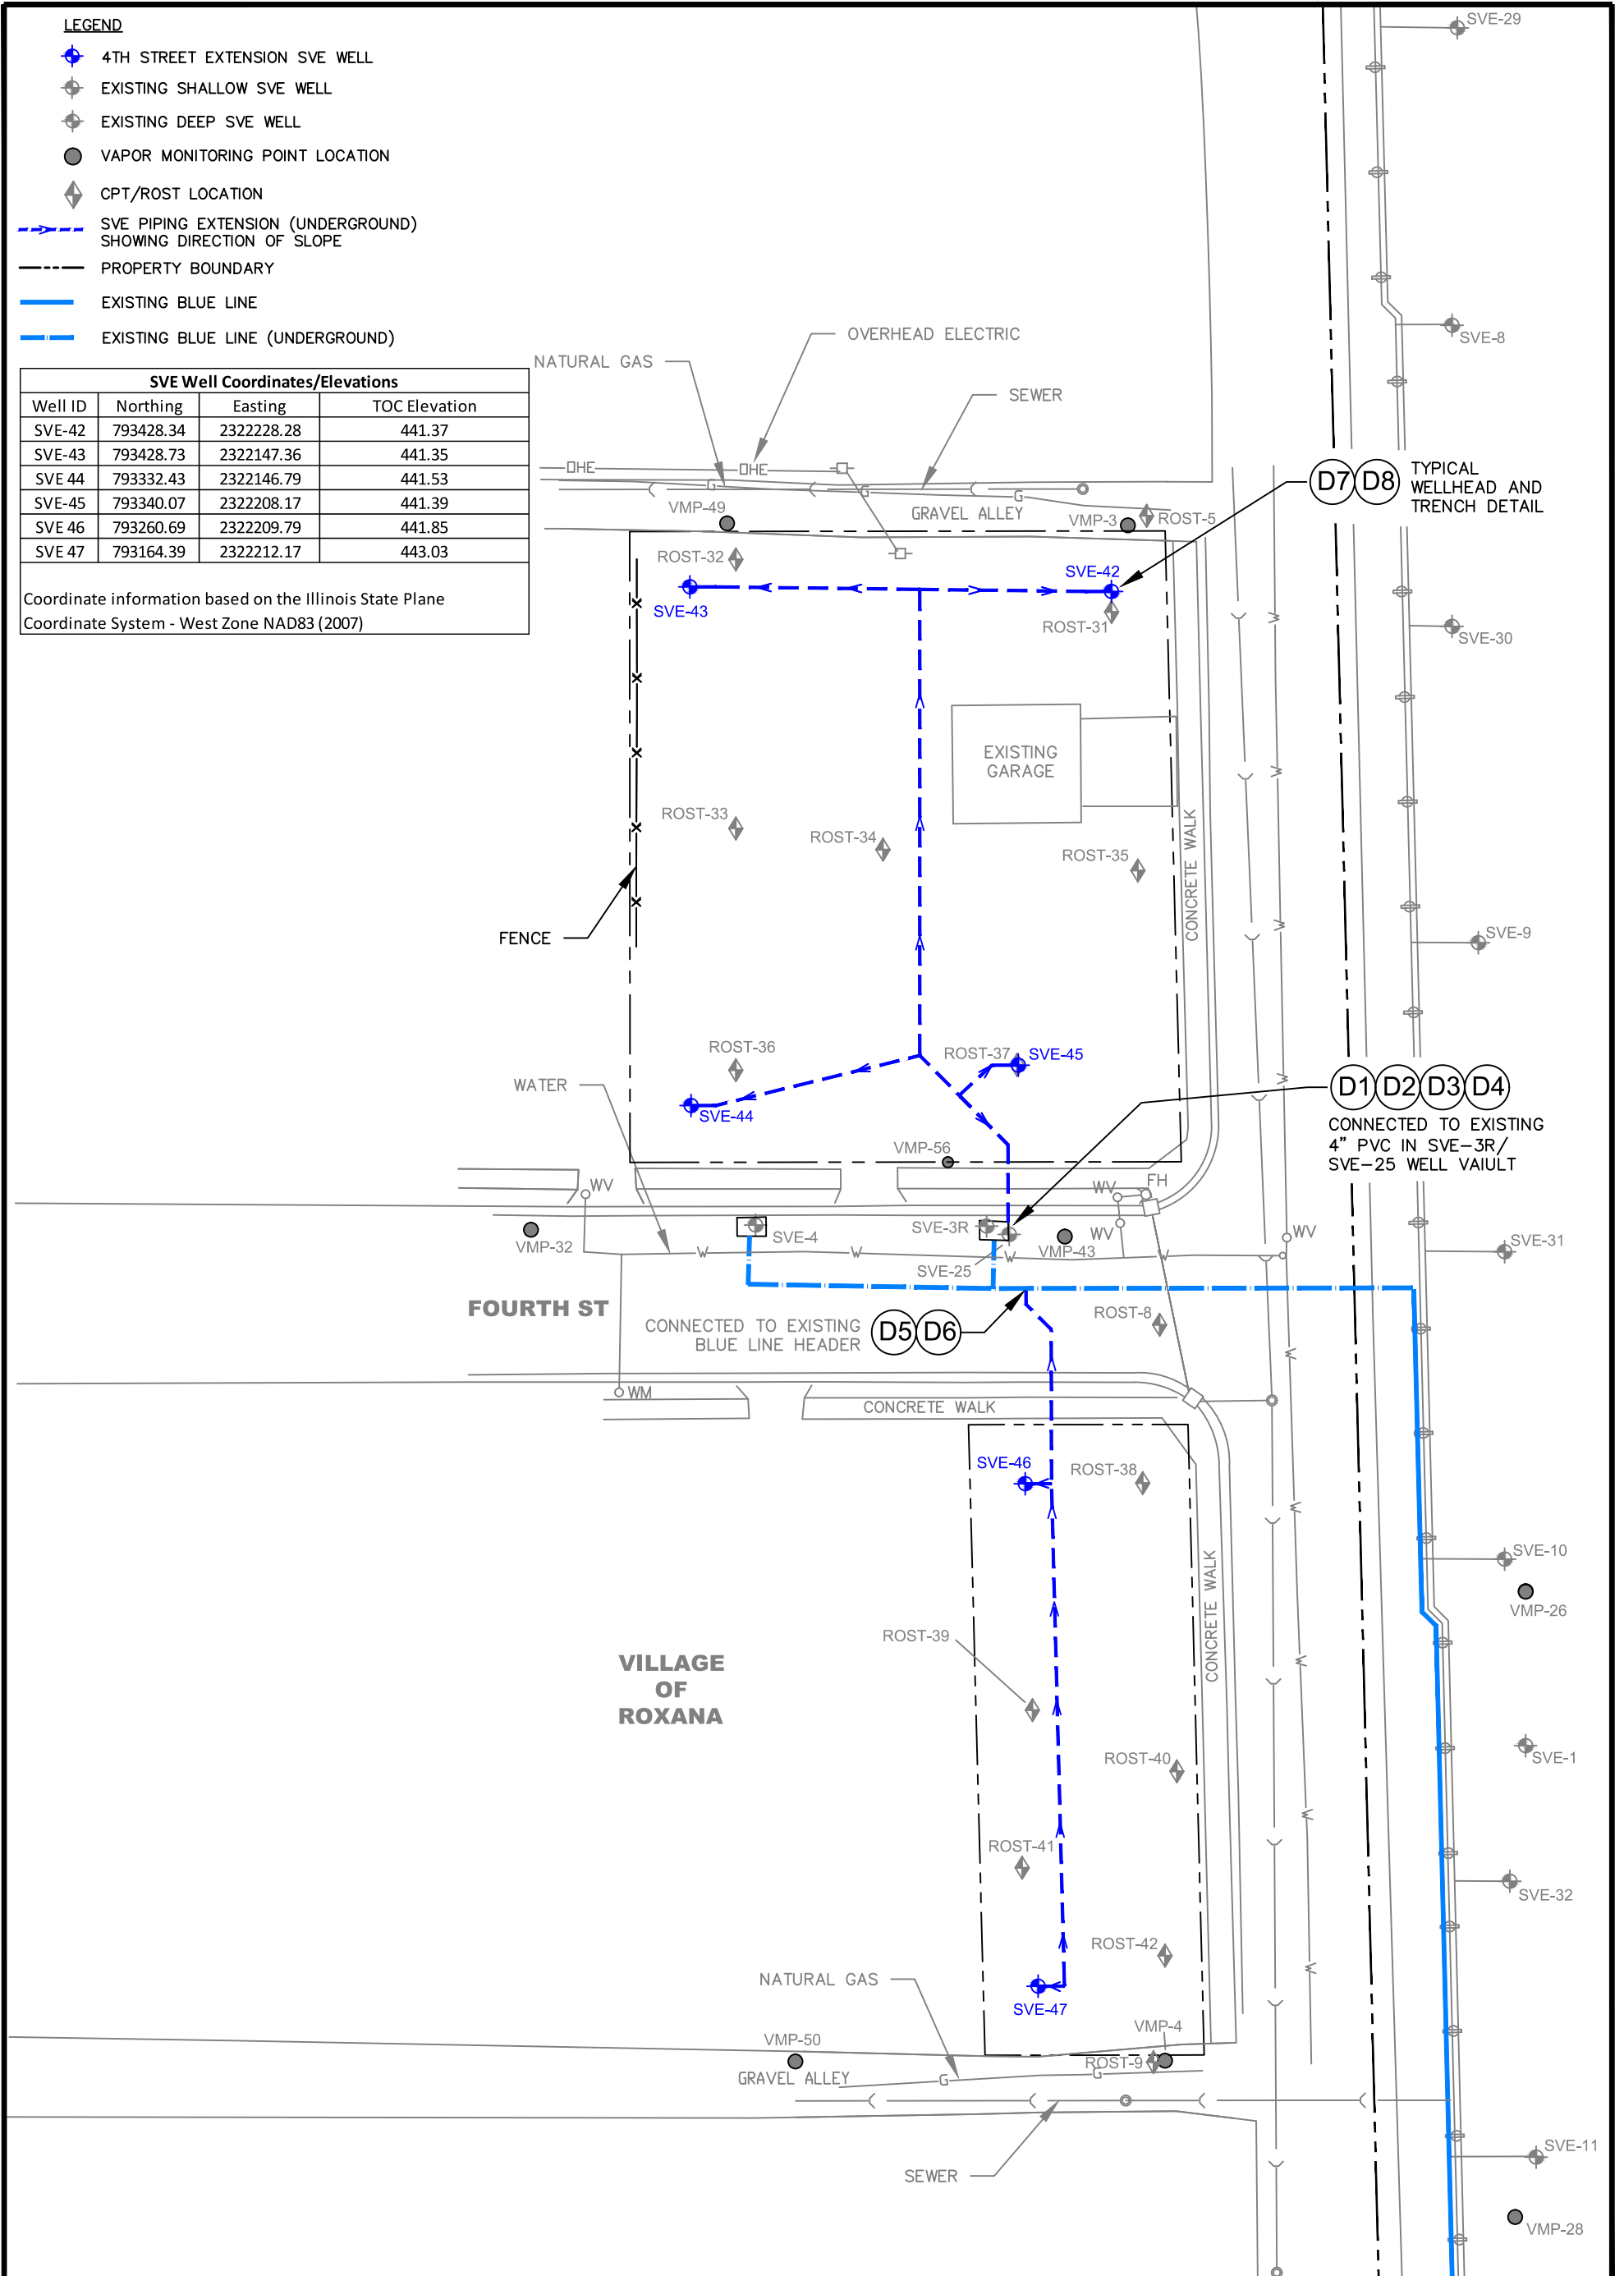 LEGEND
4TH STREET EXTENSION SVE WELL
EXISTING SHALLOW SVE WELL
EXISTING DEEP SVE WELL
VAPOR MONITORING POINT LOCATION
CPT/ROST LOCATION
SVE PIPING EXTENSION (UNDERGROUND)
SHOWING DIRECTION OF SLOPE
PROPERTY BOUNDARY
EXISTING BLUE LINE
EXISTING BLUE LINE (UNDERGROUND)
SVE Well Coordinates/Elevations
Well ID Northing Easting TOC Elevation
SVE-42 793428.34 2322228.28 441.37
SVE-43 793428.73 2322147.36 441.35
SVE 44 793332.43 2322146.79 441.53
SVE-45 793340.07 2322208.17 441.39
SVE 46 793260.69 2322209.79 441.85
SVE 47 793164.39 2322212.17 443.03
Coordinate information based on the Illinois State Plane
Coordinate System - West Zone NAD83 (2007)
SVE-29
OVERHEAD ELECTRIC
SVE-8
NATURAL GAS
SEWER
OHE OHE
G G G
VMP-49
GRAVEL ALLEY
VMP-3
ROST-5
D7 D8
TYPICAL
WELLHEAD AND
TRENCH DETAIL
ROST-32
SVE-42
SVE-43
ROST-31
W
SVE-30
EXISTING
GARAGE
W
ROST-33
ROST-34
ROST-35
CONCRETE WALK
W
FENCE
SVE-9
ROST-36
ROST-37
SVE-45
WATER
SVE-44
W
D1 D2 D3 D4
CONNECTED TO EXISTING
4" PVC IN SVE-3R/
SVE-25 WELL VAIULT
VMP-56
WV
WV
FH
VMP-32
SVE-4
SVE-3R
WV
VMP-43
WV
SVE-31
W W W W
SVE-25
FOURTH ST
CONNECTED TO EXISTING
BLUE LINE HEADER
D5 D6
ROST-8
W
WM
CONCRETE WALK
SVE-46
ROST-38
W
SVE-10
VMP-26
CONCRETE WALK
ROST-39
VILLAGE
OF
ROXANA
W
ROST-40
SVE-1
W
ROST-41
SVE-32
ROST-42
W
NATURAL GAS
SVE-47
VMP-50
VMP-4
ROST-9
GRAVEL ALLEY
G G
SEWER
SVE-11
VMP-28